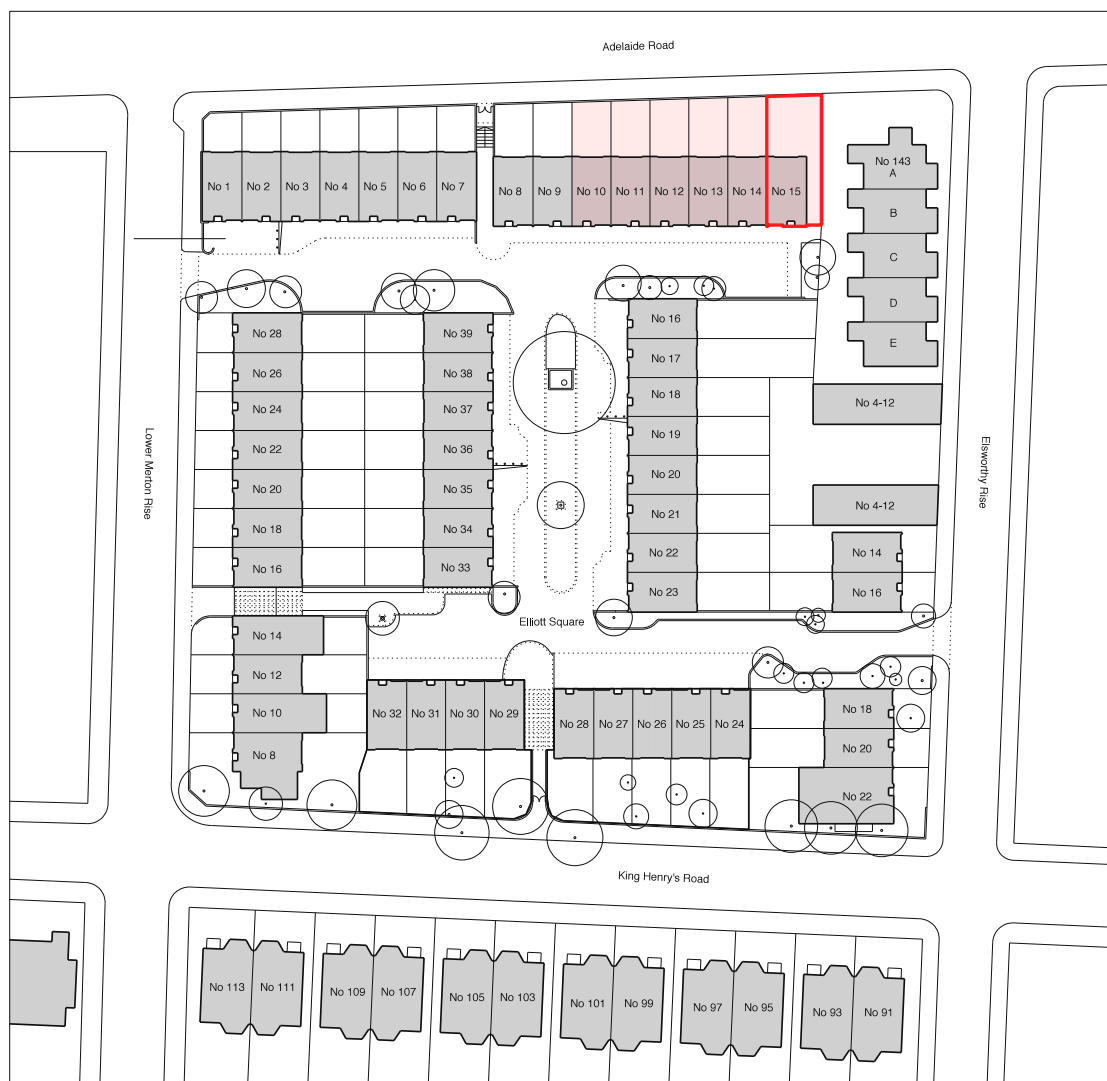 Adelaide Road
No 1
No 2
No 3
No 4
No 5
No 6
No 7
No 8
No 9
No 10
No 11
No 12
No 13
No 14
No 15
No 143
A
B
C
D
E
No 28
No 26
No 24
No 22
No 20
No 18
No 16
No 39
No 38
No 37
No 36
No 35
No 34
No 33
No 16
No 17
No 18
No 19
No 20
No 21
No 22
No 23
No 4-12
No 4-12
No 14
No 16
Lower Merton Rise
Elsworthy Rise
Elliott Square
No 14
No 12
No 10
No 8
No 32
No 31
No 30
No 29
No 28
No 27
No 26
No 25
No 24
No 18
No 20
No 22
King Henry's Road
No 113
No 111
No 109
No 107
No 105
No 103
No 101
No 99
No 97
No 95
No 93
No 91